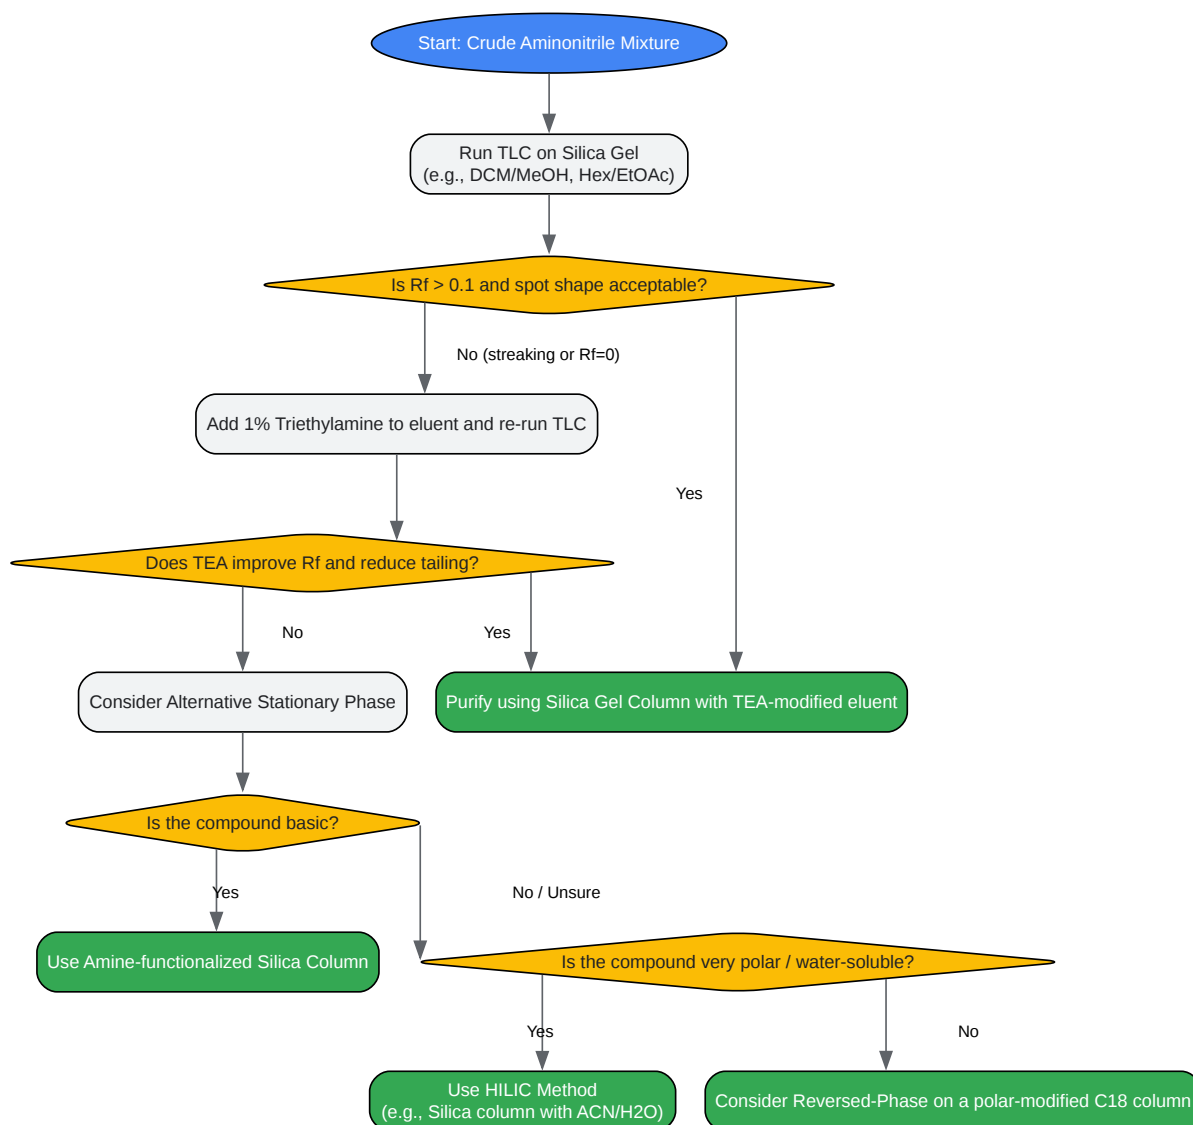 Start: Crude Aminonitrile Mixture
Run TLC on Silica Gel
(e.g., DCM/MeOH, Hex/EtOAc)
Is Rf > 0.1 and spot shape acceptable?
No (streaking or Rf=0)
Add 1% Triethylamine to eluent and re-run TLC
Yes
Does TEA improve Rf and reduce tailing?
No
Yes
Consider Alternative Stationary Phase
Purify using Silica Gel Column with TEA-modified eluent
Is the compound basic?
Yes
No / Unsure
Use Amine-functionalized Silica Column
Is the compound very polar / water-soluble?
Yes
No
Use HILIC Method
(e.g., Silica column with ACN/H2O)
Consider Reversed-Phase on a polar-modified C18 column